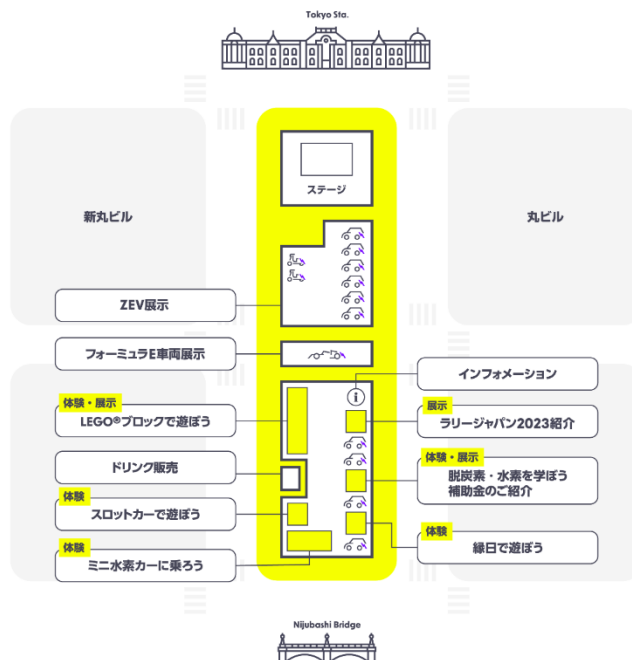 Tokyo Sta.
ステージ
新丸ビル
丸ビル
ZEV展示
フォーミュラE車両展示
インフォメーション
i
体験・展示
LEGO®ブロックで遊ぼう
展示
ラリージャパン2023紹介
ドリンク販売
体験・展示
脱炭素・水素を学ぼう
補助金のご紹介
体験
スロットカーで遊ぼう
体験
縁日で遊ぼう
体験
ミニ水素カーに乗ろう
Nijubashi Bridge